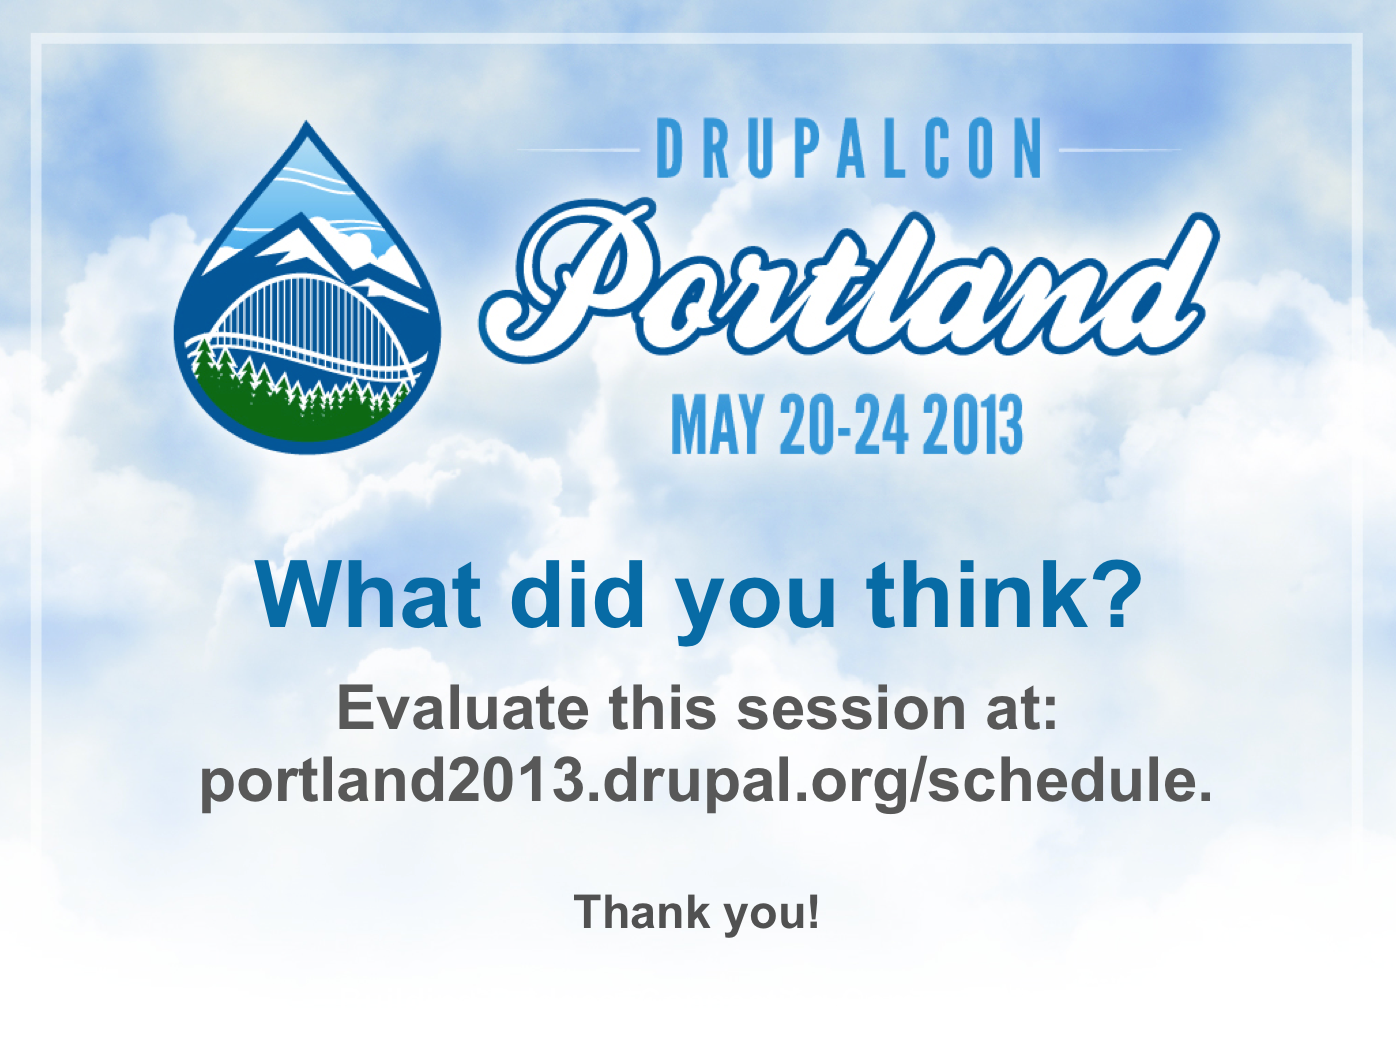 DRUPALCON
Portland
MAY 20-24 2013
What did you think?
Evaluate this session at:
portland2013.drupal.org/schedule.
Thank you!